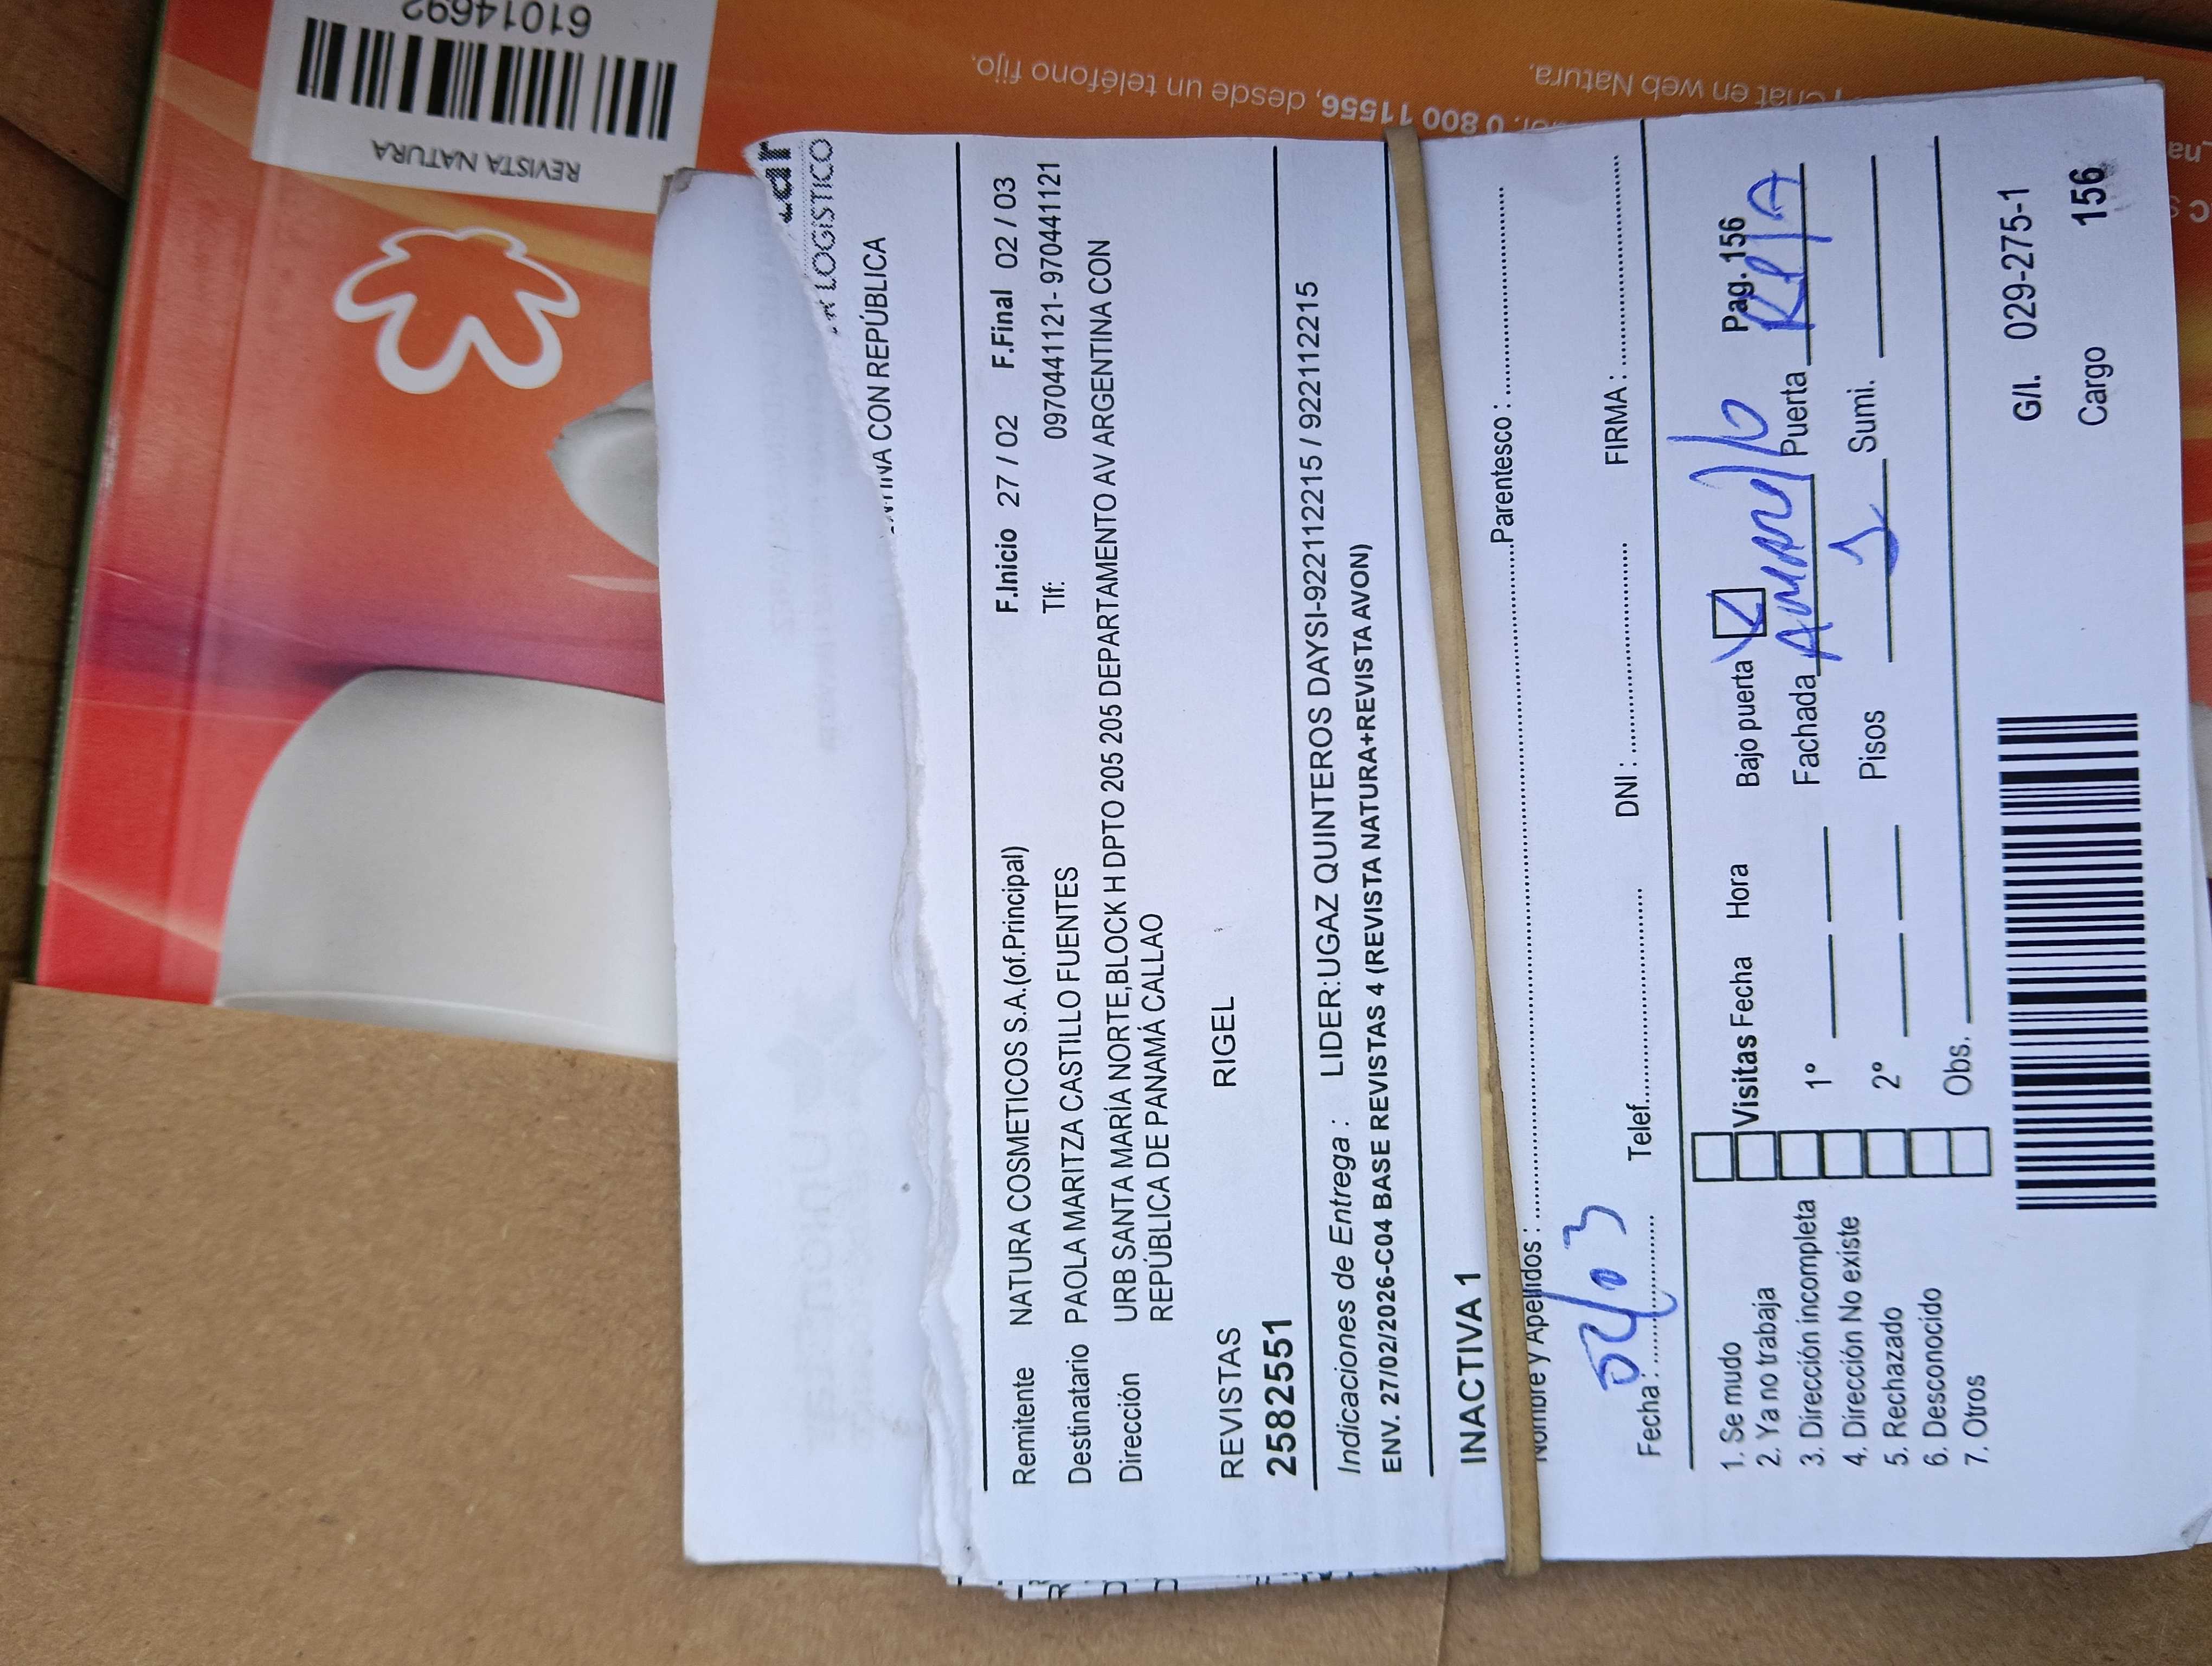 61014692
REVISTA NATURA
0 800 11556, desde un teléfono fijo.
en web Natura.
LOGISTICO
CON REPÚBLICA
F.Inicio 27 / 02 F.Final 02 / 03
Remitente NATURA COSMETICOS S.A.(of.Principal) Tlf: 0970441121- 970441121
Destinatario PAOLA MARITZA CASTILLO FUENTES
Dirección URB SANTA MARÍA NORTE,BLOCK H DPTO 205 205 DEPARTAMENTO AV ARGENTINA CON
REPÚBLICA DE PANAMÁ CALLAO
REVISTAS RIGEL
2582551
Indicaciones de Entrega : LIDER:UGAZ QUINTEROS DAYSI-922112215 / 922112215
ENV. 27/02/2026-C04 BASE REVISTAS 4 (REVISTA NATURA+REVISTA AVON)
INACTIVA 1
Nombre y Apellidos : Parentesco :
Fecha : Telef. DNI : FIRMA :
1. Se mudo
2. Ya no trabaja
3. Dirección incompleta
4. Dirección No existe
5. Rechazado
6. Desconocido
7. Otros
Visitas Fecha Hora
1º
2º
Obs.
Bajo puerta Pag. 156
Fachada Puerta
Pisos Sumi.
G/I. 029-275-1
Cargo 156